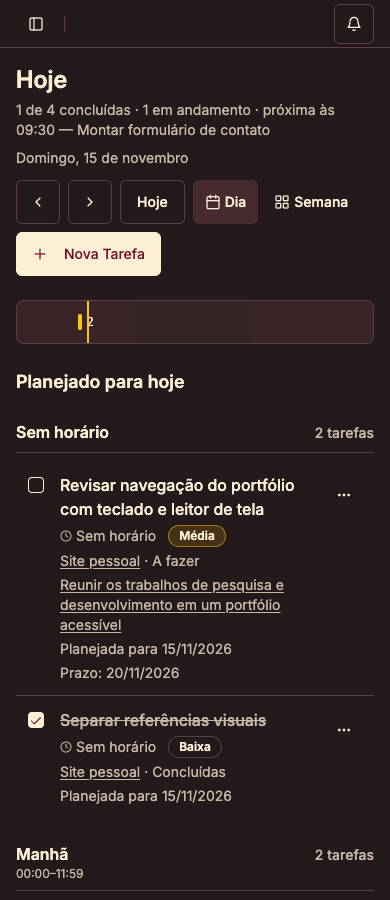 Hoje
1 de 4 concluídas · 1 em andamento · próxima às
09:30 — Montar formulário de contato
Domingo, 15 de novembro
Hoje
Dia
Semana
Nova Tarefa
2
Planejado para hoje
Sem horário
2 tarefas
Revisar navegação do portfólio
com teclado e leitor de tela
Sem horário
Média
Site pessoal · A fazer
Reunir os trabalhos de pesquisa e
desenvolvimento em um portfólio
acessível
Planejada para 15/11/2026
Prazo: 20/11/2026
Separar referências visuais
Sem horário
Baixa
Site pessoal · Concluídas
Planejada para 15/11/2026
Manhã
2 tarefas
00:00–11:59